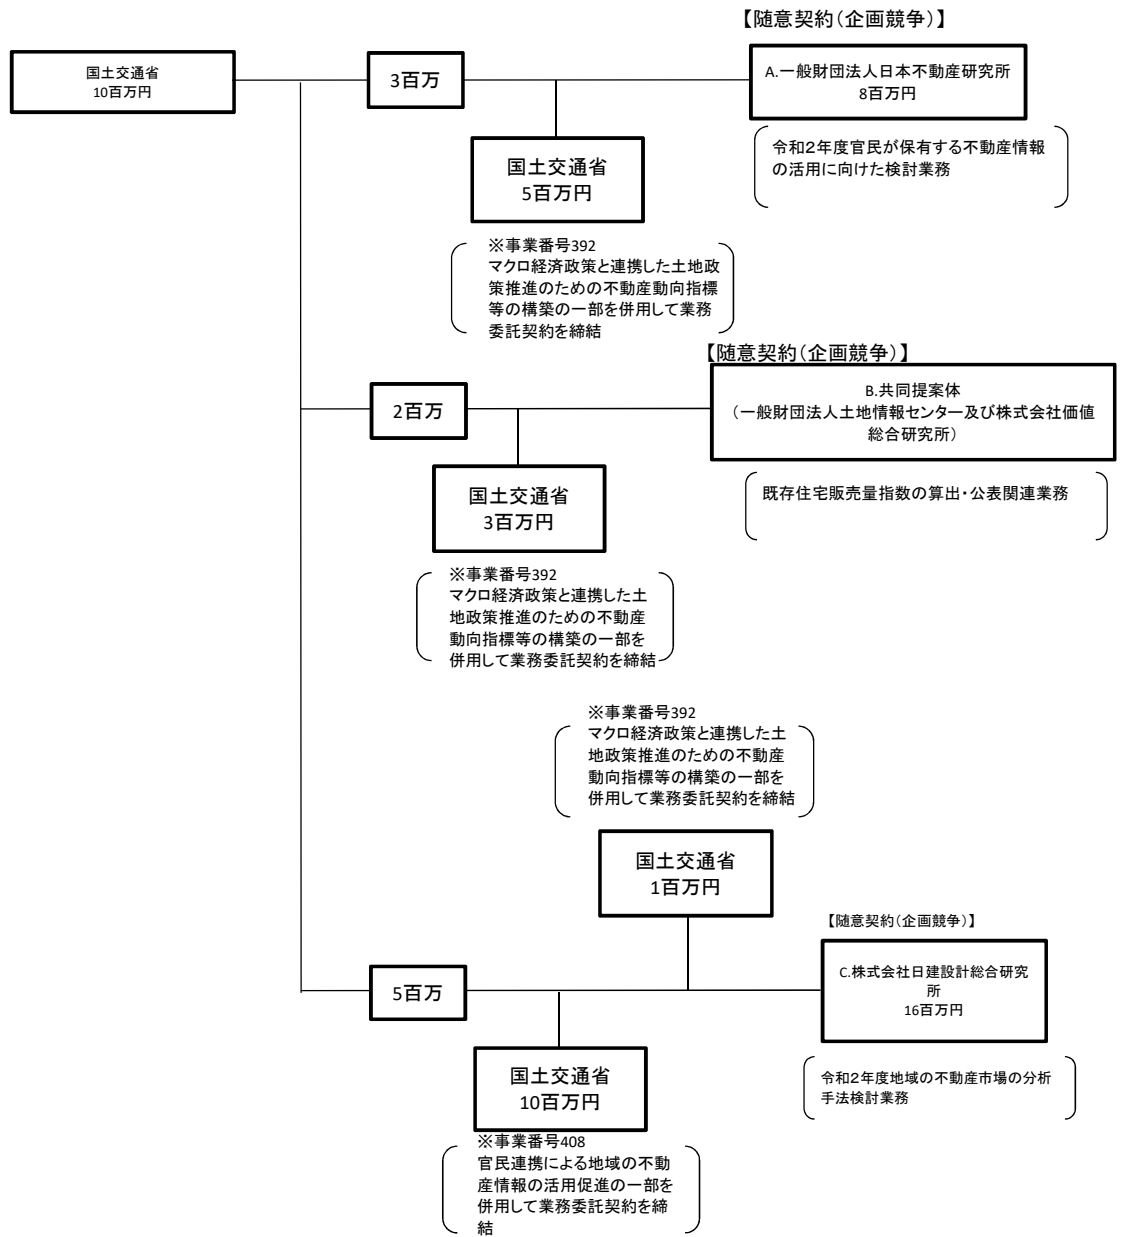 【随意契約（企画競争）】
国土交通省
10百万円
3百万
A.一般財団法人日本不動産研究所
8百万円
国土交通省
5百万円
令和２年度官民が保有する不動産情報
の活用に向けた検討業務
※事業番号392
マクロ経済政策と連携した土地政
策推進のための不動産動向指標
等の構築の一部を併用して業務
委託契約を締結
【随意契約（企画競争）】
2百万
B.共同提案体
（一般財団法人土地情報センター及び株式会社価値
総合研究所）
国土交通省
3百万円
既存住宅販売量指数の算出・公表関連業務
※事業番号392
マクロ経済政策と連携した土
地政策推進のための不動産
動向指標等の構築の一部を
併用して業務委託契約を締結
※事業番号392
マクロ経済政策と連携した土
地政策推進のための不動産
動向指標等の構築の一部を
併用して業務委託契約を締結
国土交通省
1百万円
【随意契約（企画競争）】
5百万
C.株式会社日建設計総合研究
所
16百万円
国土交通省
10百万円
令和２年度地域の不動産市場の分析
手法検討業務
※事業番号408
官民連携による地域の不動
産情報の活用促進の一部を
併用して業務委託契約を締
結